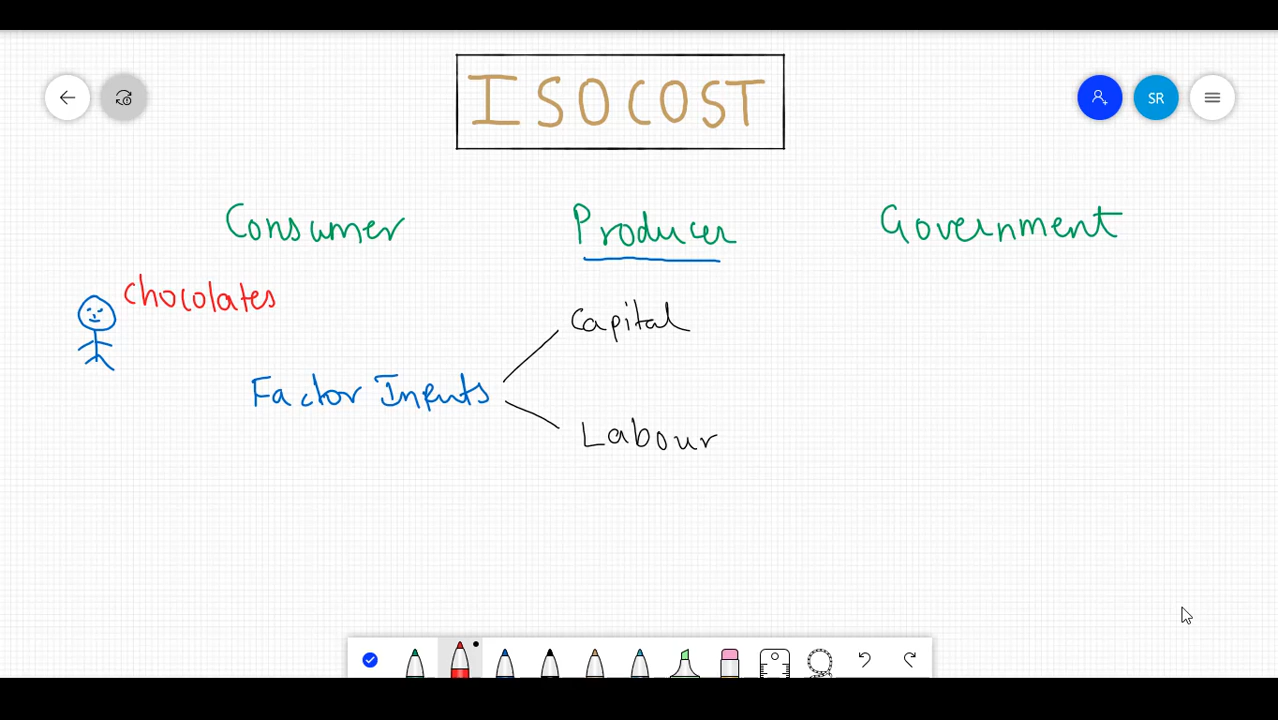 ISOCOST
SR
Consumer Producer Government
Chocolates
Capital
Factor Inputs
Labour